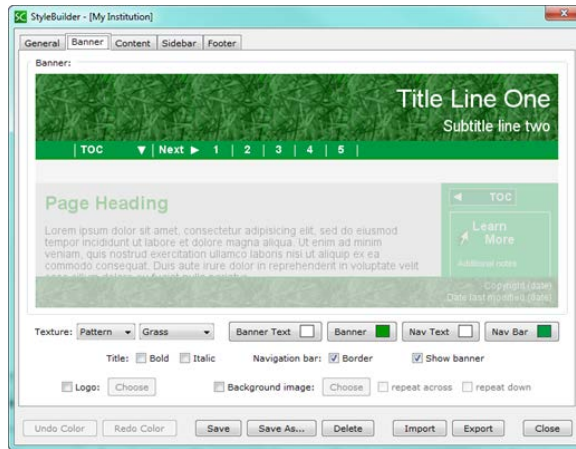 StyleBuilder - [My Institution]
General Banner Content Sidebar Footer
Banner:
Title Line One
Subtitle line two
TOC ▼ | Next ► 1 | 2 | 3 | 4 | 5 |
Page Heading
◄ TOC
Lorem ipsum dolor sit amet, consectetur adipisicing elit, sed do eiusmod
tempor incididunt ut labore et dolore magna aliqua. Ut enim ad minim
veniam, quis nostrud exercitation ullamco laboris nisi ut aliquip ex ea
commodo consequat. Duis aute irure dolor in reprehenderit in voluptate velit
Learn
More
Additional notes
Copyright (date)
Date last modified (date)
Texture: Pattern Grass Banner Text Banner Nav Text Nav Bar
Title: Bold Italic Navigation bar: Border Show banner
Logo: Choose Background image: Choose repeat across repeat down
Undo Color Redo Color Save Save As... Delete Import Export Close